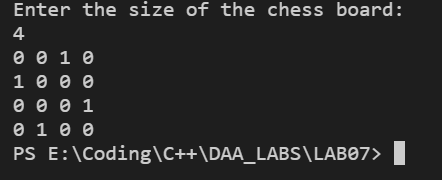 Enter the size of the chess board:
4
0 0 1 0
1 0 0 0
0 0 0 1
0 1 0 0
PS E:\Coding\C++\DAA_LABS\LAB07>